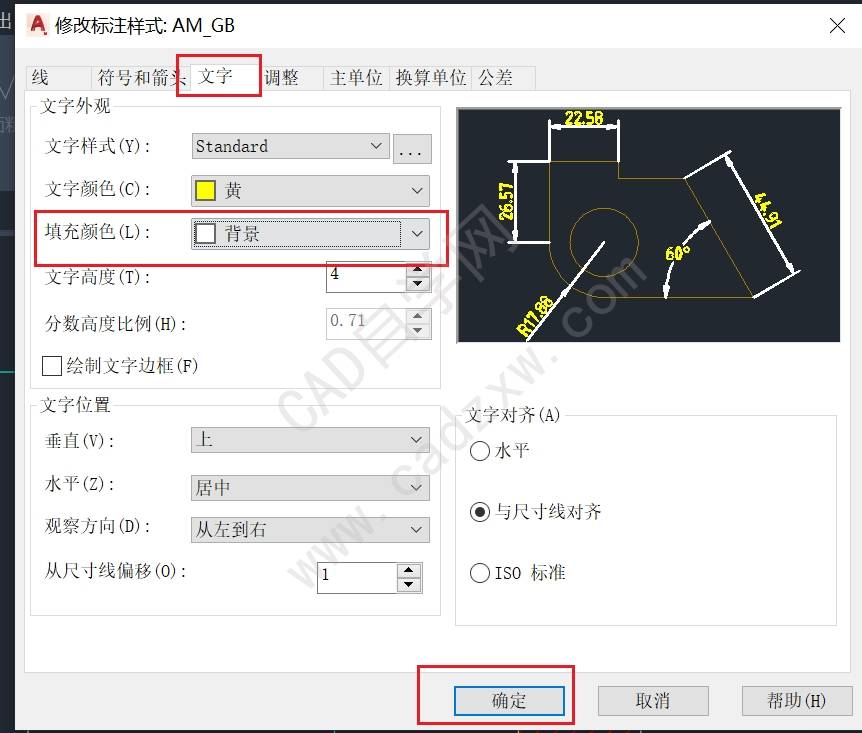 出
修改标注样式: AM_GB
线 符号和箭头 文字 调整 主单位 换算单位 公差
文字外观
文字样式(Y): Standard ...
文字颜色(C): 黄
填充颜色(L): 背景
文字高度(T): 4
分数高度比例(H): 0.71
绘制文字边框(F)
22.58
26.57
44.91
60°
R17.88
文字位置
垂直(V): 上
水平(Z): 居中
观察方向(D): 从左到右
从尺寸线偏移(O): 1
文字对齐(A)
水平
与尺寸线对齐
ISO 标准
确定 取消 帮助(H)
CAD自学网
www.cadzxw.com